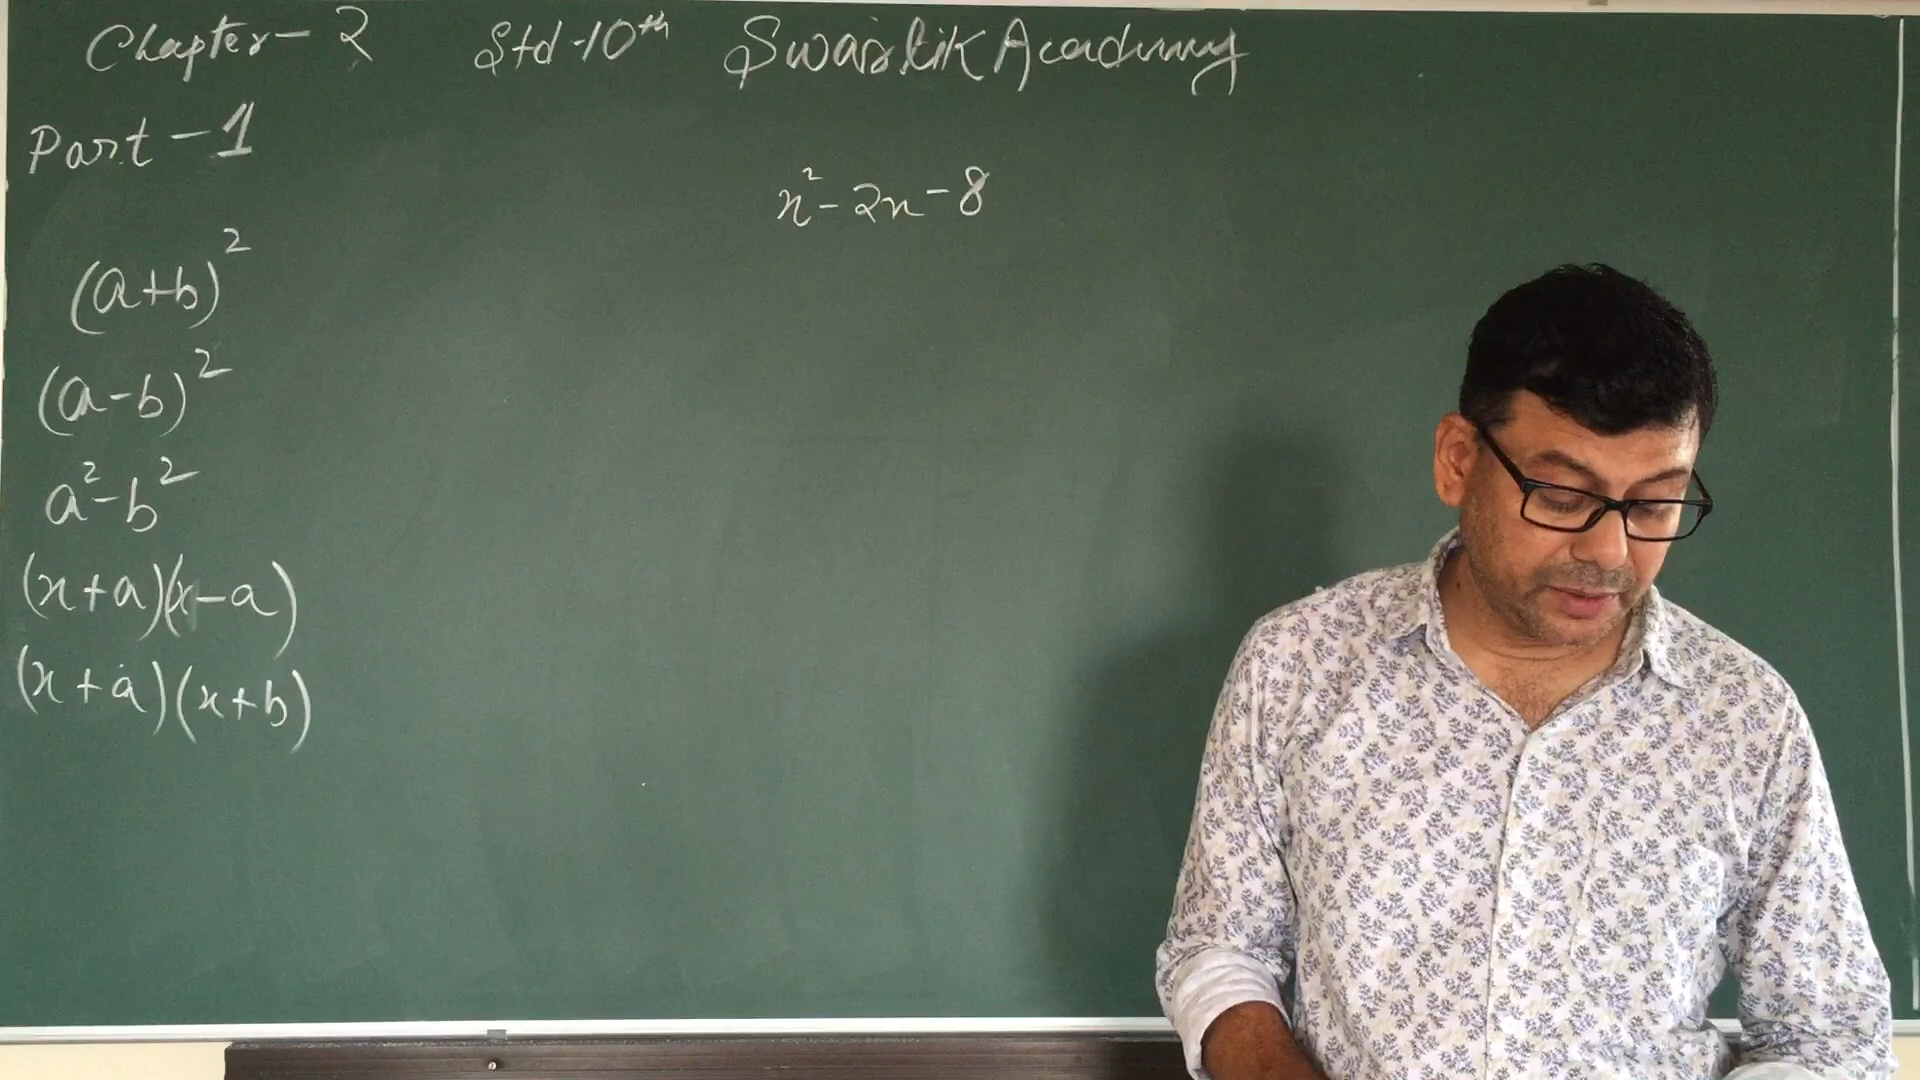 Chapter-2 Std-10th Swastik Academy
Part-1
x²-2x-8
(a+b)²
(a-b)²
a²-b²
(x+a)(x-a)
(x+a)(x+b)